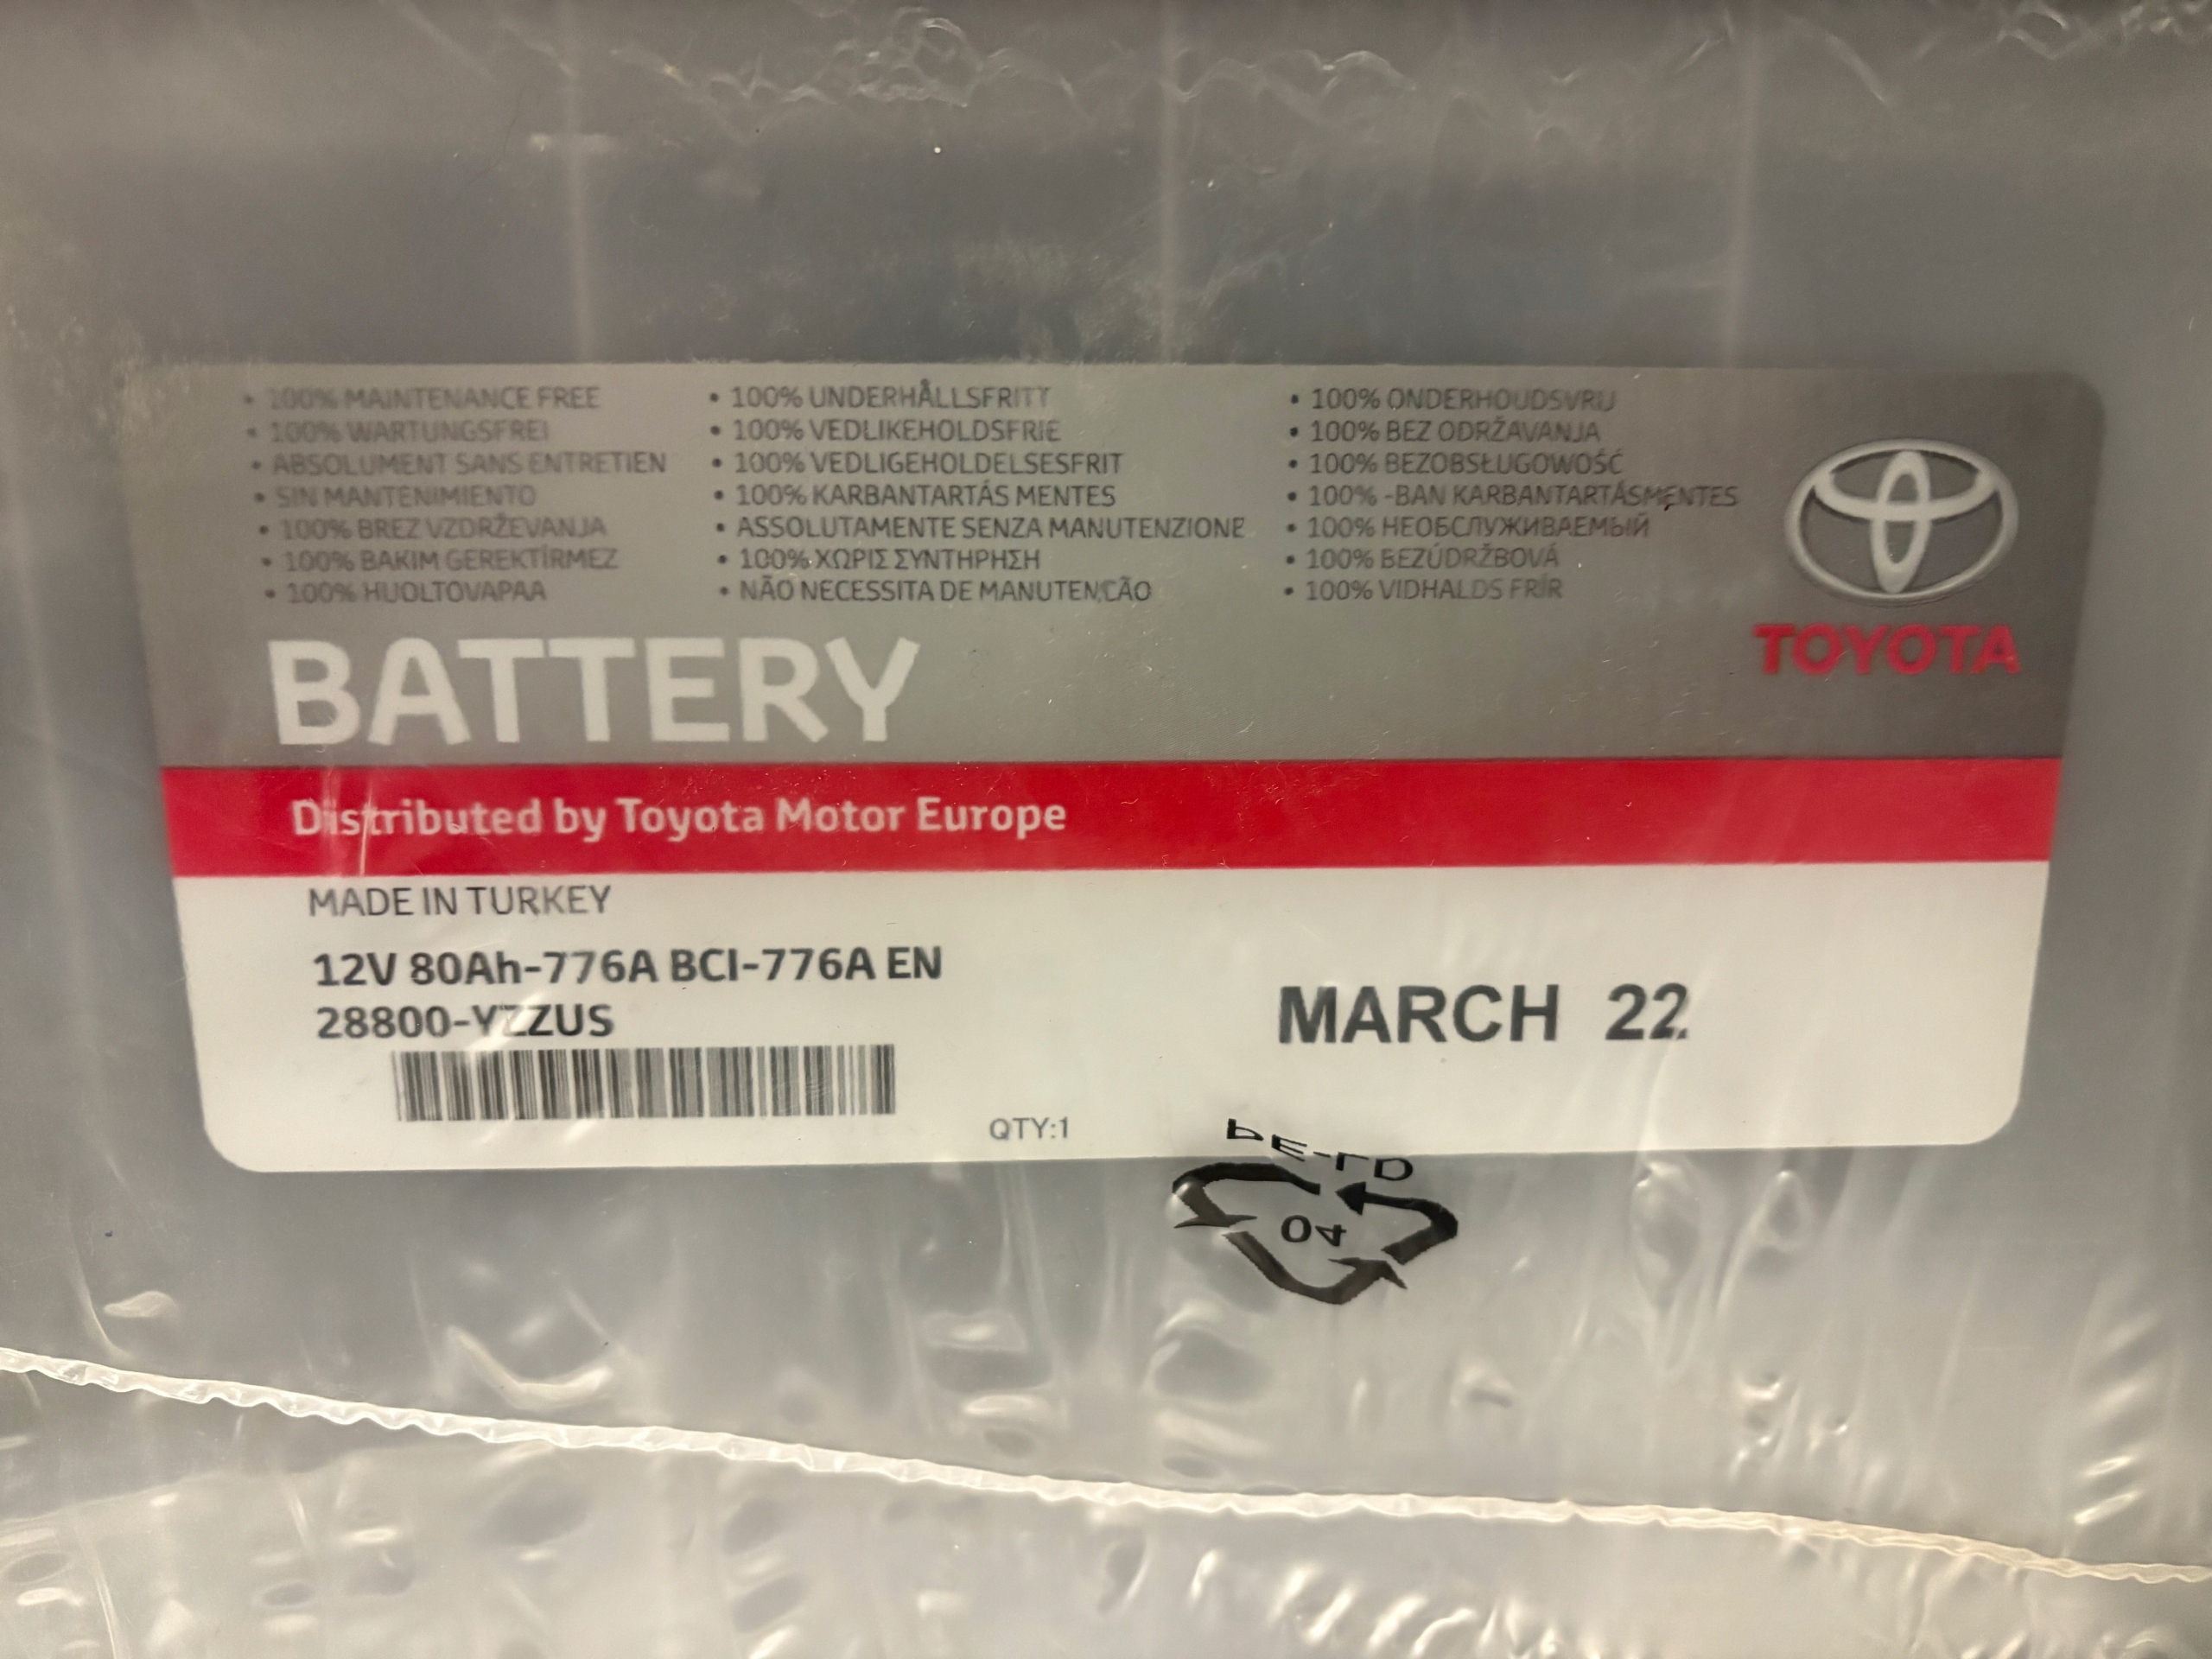 • 100% MAINTENANCE FREE
• 100% WARTUNGSFREI
• ABSOLUMENT SANS ENTRETIEN
• SIN MANTENIMIENTO
• 100% BREZ VZDRŽEVANJA
• 100% BAKIM GEREKTİRMEZ
• 100% HUOLTOVAPAA
• 100% UNDERHÅLLSFRITT
• 100% VEDLIKEHOLDSFRIE
• 100% VEDLIGEHOLDELSESFRIT
• 100% KARBANTARTÁS MENTES
• ASSOLUTAMENTE SENZA MANUTENZIONE
• 100% ΧΩΡΙΣ ΣΥΝΤΗΡΗΣΗ
• NÃO NECESSITA DE MANUTENÇÃO
• 100% ONDERHOUDSVRIJ
• 100% BEZ ODRŽAVANJA
• 100% BEZOBSŁUGOWOŚĆ
• 100% -BAN KARBANTARTÁSMENTES
• 100% НЕОБСЛУЖИВАЕМЫЙ
• 100% BEZÚDRŽBOVÁ
• 100% VIDHALDS FRÍR
TOYOTA
BATTERY
Distributed by Toyota Motor Europe
MADE IN TURKEY
12V 80Ah-776A BCI-776A EN
28800-YZZUS
MARCH 22
QTY:1
PE-LD
04